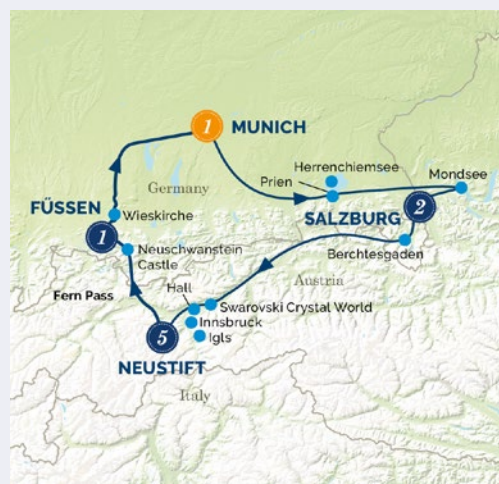 1 MUNICH
Herrenchiemsee
Prien
Mondsee
Germany
FÜSSEN
Wieskirche
SALZBURG 2
1
Neuschwanstein
Castle
Berchtesgaden
Austria
Fern Pass
Hall
Swarovski Crystal World
Innsbruck
Igls
5
NEUSTIFT
Italy